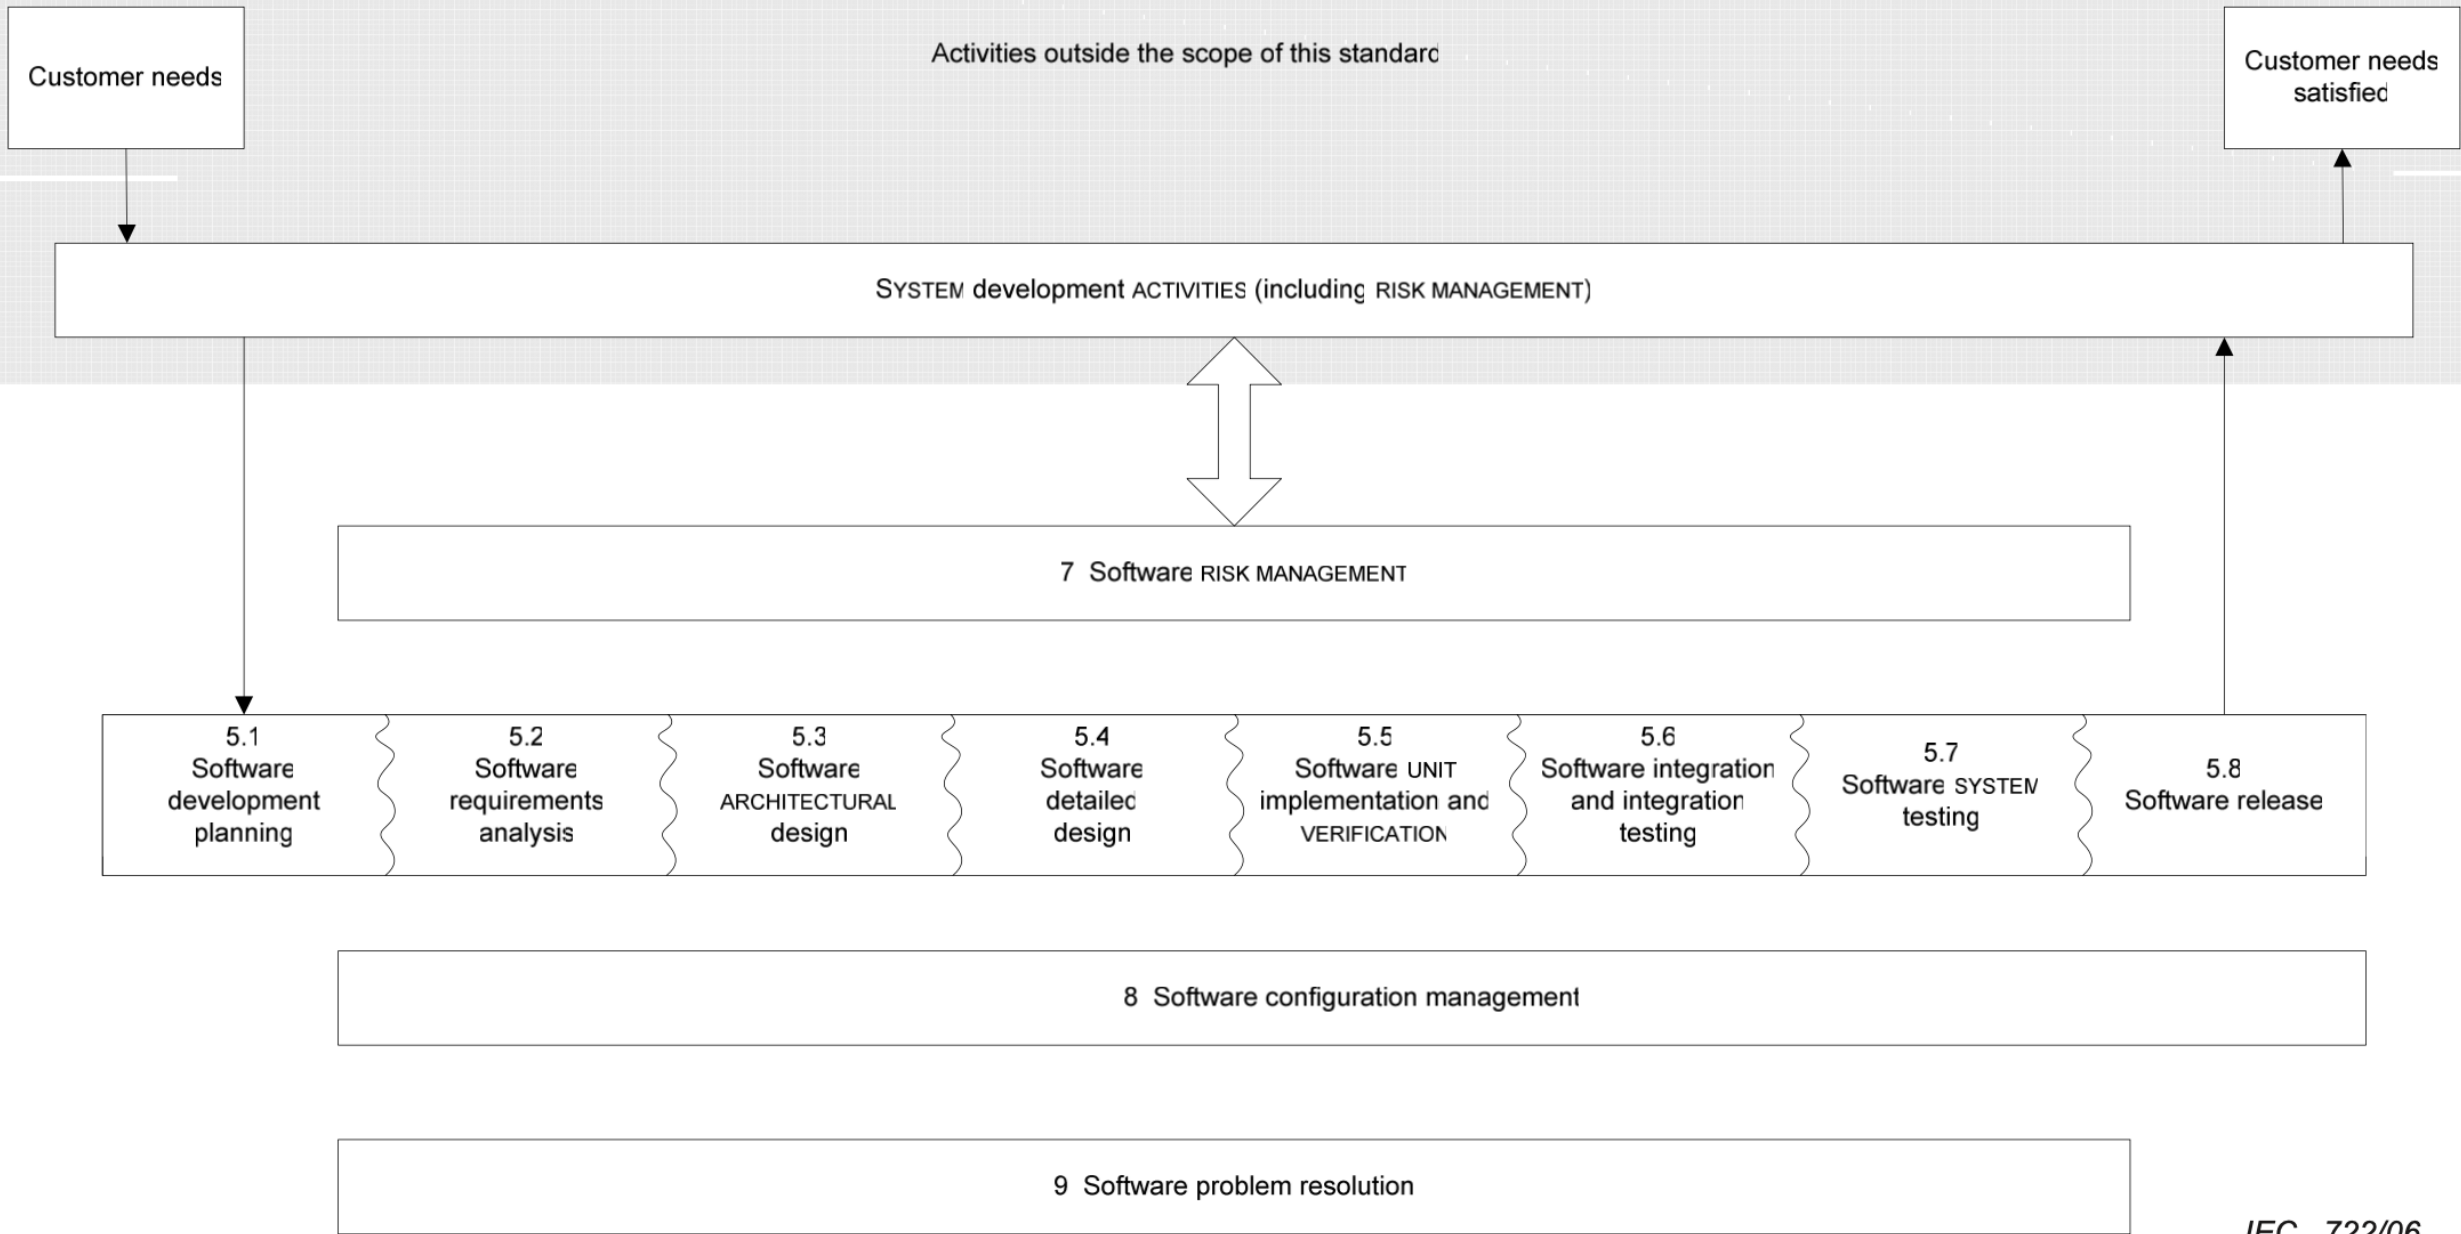 Customer needs
Activities outside the scope of this standard
Customer needs
satisfied
SYSTEM development ACTIVITIES (including RISK MANAGEMENT)
7 Software RISK MANAGEMENT
5.1
Software
development
planning
5.2
Software
requirements
analysis
5.3
Software
ARCHITECTURAL
design
5.4
Software
detailed
design
5.5
Software UNIT
implementation and
VERIFICATION
5.6
Software integration
and integration
testing
5.7
Software SYSTEM
testing
5.8
Software release
8 Software configuration management
9 Software problem resolution
IEC 722/06